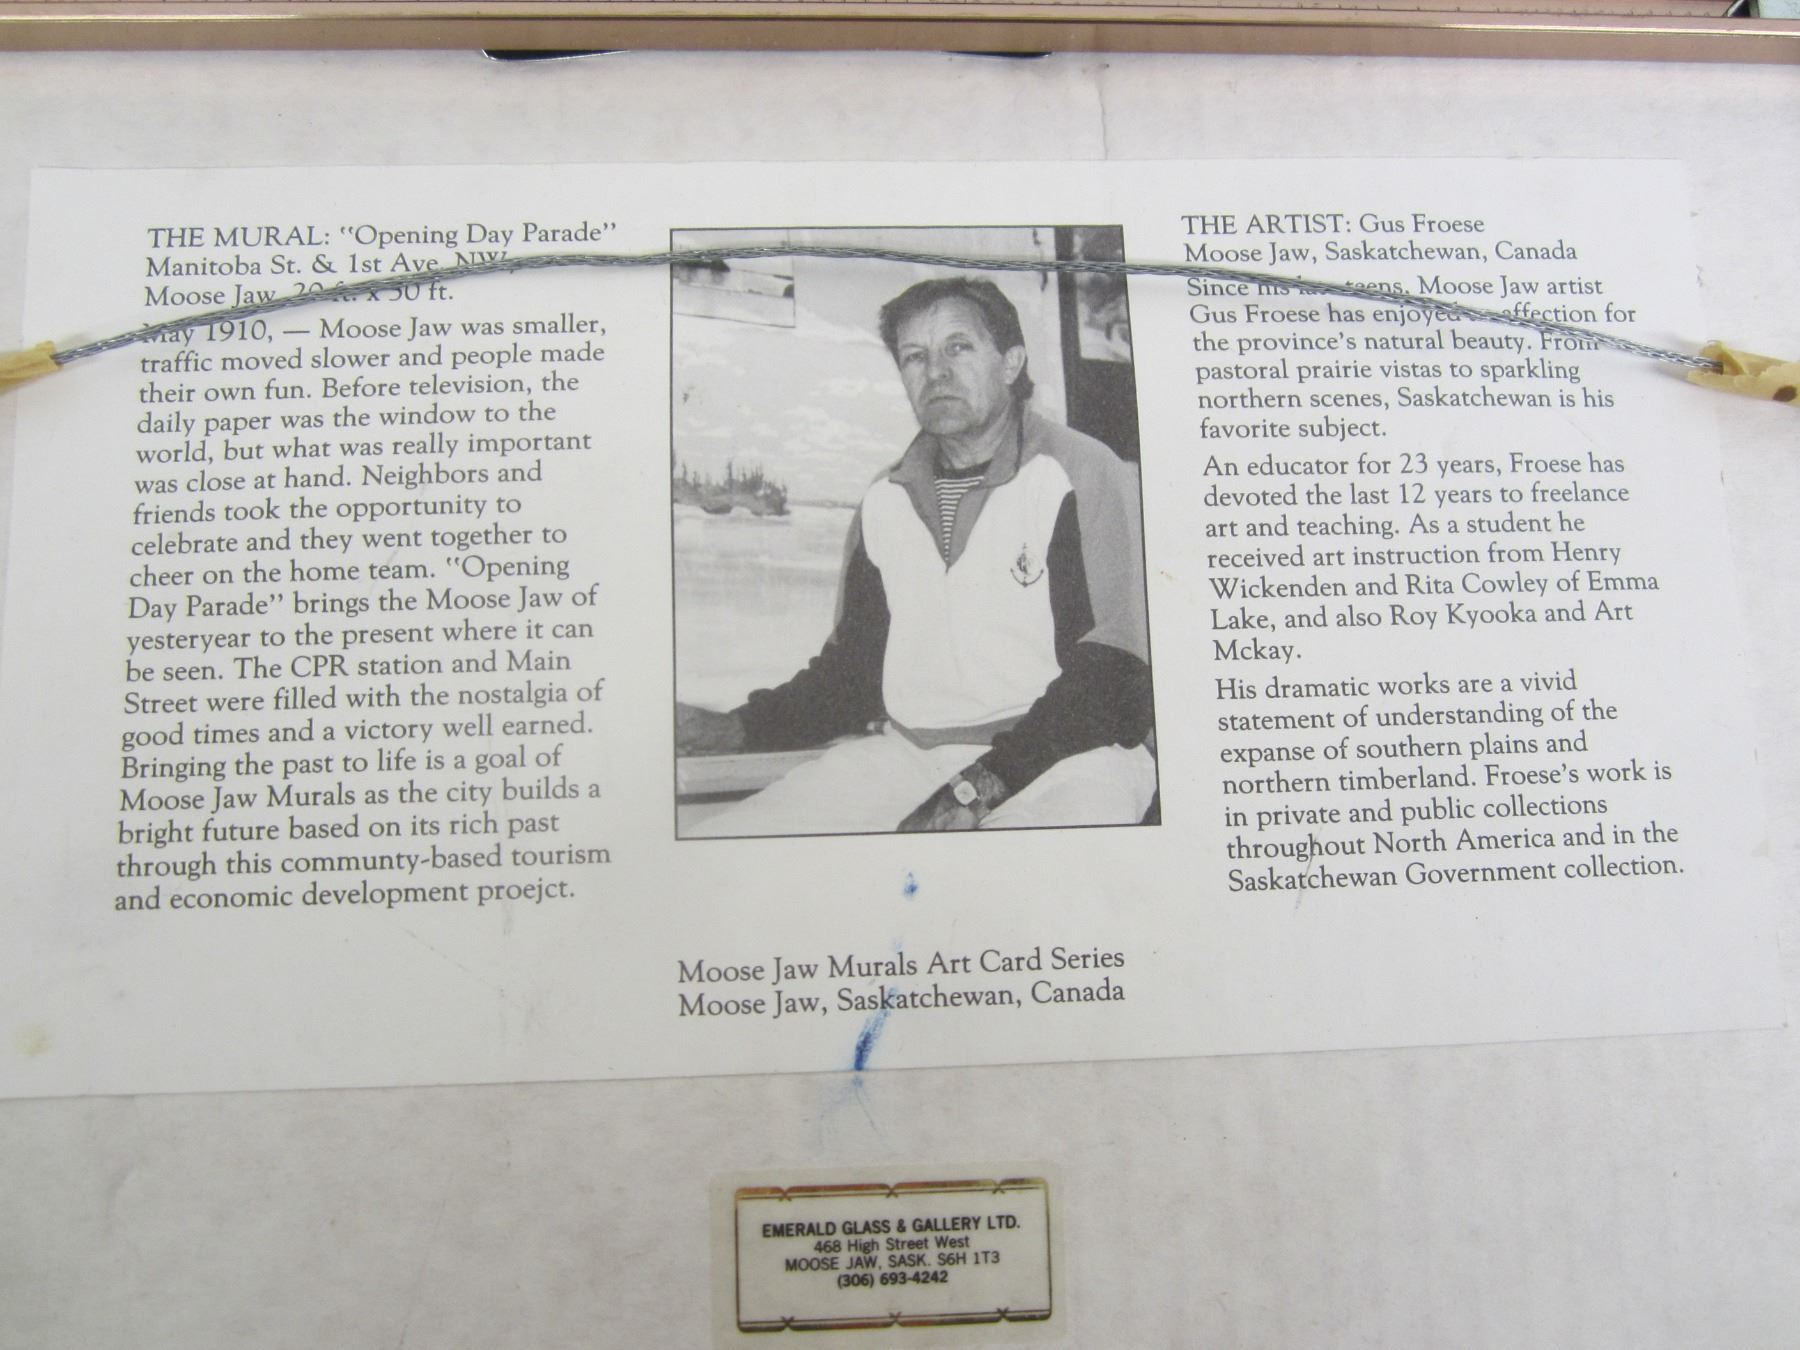 THE MURAL: "Opening Day Parade"
Manitoba St. & 1st Ave. NW,
Moose Jaw, 20 ft. x 50 ft.
May 1910, — Moose Jaw was smaller,
traffic moved slower and people made
their own fun. Before television, the
daily paper was the window to the
world, but what was really important
was close at hand. Neighbors and
friends took the opportunity to
celebrate and they went together to
cheer on the home team. "Opening
Day Parade" brings the Moose Jaw of
yesteryear to the present where it can
be seen. The CPR station and Main
Street were filled with the nostalgia of
good times and a victory well earned.
Bringing the past to life is a goal of
Moose Jaw Murals as the city builds a
bright future based on its rich past
through this communty-based tourism
and economic development proejct.
THE ARTIST: Gus Froese
Moose Jaw, Saskatchewan, Canada
Since his teens, Moose Jaw artist
Gus Froese has enjoyed affection for
the province's natural beauty. From
pastoral prairie vistas to sparkling
northern scenes, Saskatchewan is his
favorite subject.
An educator for 23 years, Froese has
devoted the last 12 years to freelance
art and teaching. As a student he
received art instruction from Henry
Wickenden and Rita Cowley of Emma
Lake, and also Roy Kyooka and Art
Mckay.
His dramatic works are a vivid
statement of understanding of the
expanse of southern plains and
northern timberland. Froese's work is
in private and public collections
throughout North America and in the
Saskatchewan Government collection.
Moose Jaw Murals Art Card Series
Moose Jaw, Saskatchewan, Canada
EMERALD GLASS & GALLERY LTD.
468 High Street West
MOOSE JAW, SASK. S6H 1T3
(306) 693-4242